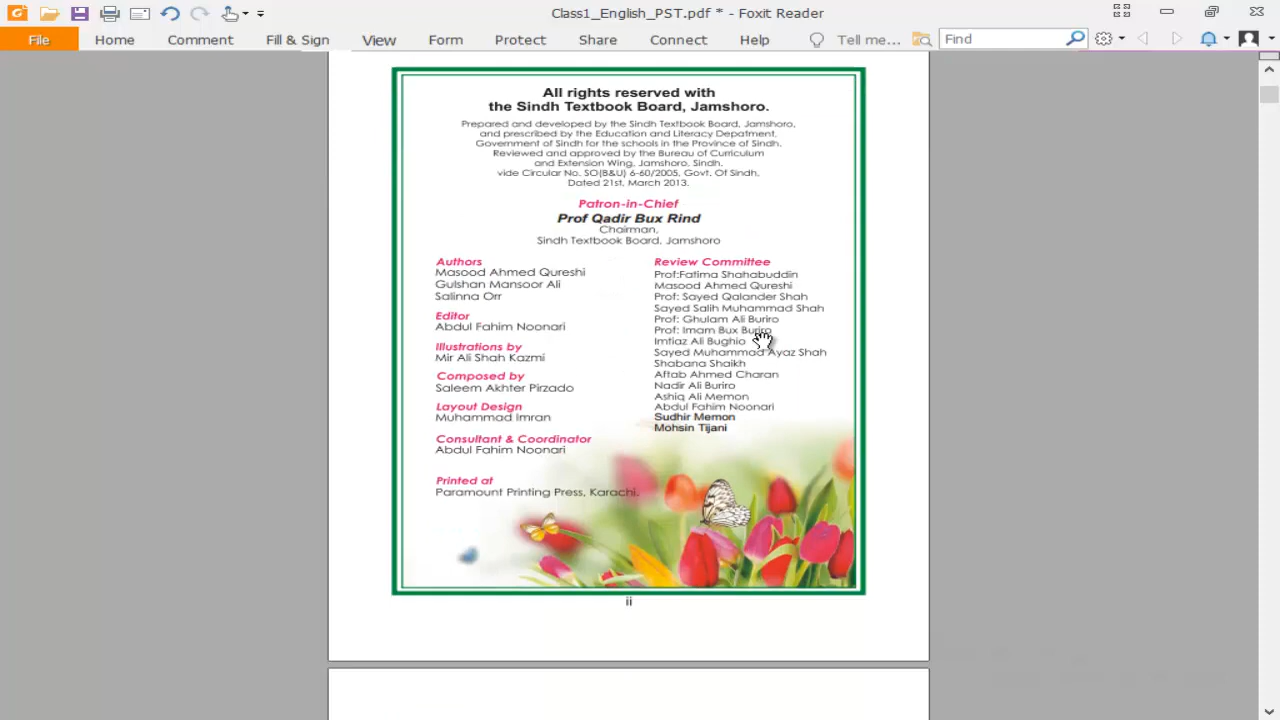 Class1_English_PST.pdf * - Foxit Reader
File Home Comment Fill & Sign View Form Protect Share Connect Help Tell me... Find
All rights reserved with
the Sindh Textbook Board, Jamshoro.
Prepared and developed by the Sindh Textbook Board, Jamshoro,
and prescribed by the Education and Literacy Depatment,
Government of Sindh for the schools in the Province of Sindh.
Reviewed and approved by the Bureau of Curriculum
and Extension Wing, Jamshoro, Sindh.
vide Circular No. SO(B&U) 6-60/2005, Govt. Of Sindh,
Dated 21st, March 2013.
Patron-in-Chief
Prof Qadir Bux Rind
Chairman,
Sindh Textbook Board, Jamshoro
Authors
Masood Ahmed Qureshi
Gulshan Mansoor Ali
Salinna Orr
Editor
Abdul Fahim Noonari
Illustrations by
Mir Ali Shah Kazmi
Composed by
Saleem Akhter Pirzado
Layout Design
Muhammad Imran
Consultant & Coordinator
Abdul Fahim Noonari
Printed at
Paramount Printing Press, Karachi.
Review Committee
Prof:Fatima Shahabuddin
Masood Ahmed Qureshi
Prof: Sayed Qalander Shah
Sayed Salih Muhammad Shah
Prof: Ghulam Ali Buriro
Prof: Imam Bux Buriro
Imtiaz Ali Bughio
Sayed Muhammad Ayaz Shah
Shabana Shaikh
Aftab Ahmed Charan
Nadir Ali Buriro
Ashiq Ali Memon
Abdul Fahim Noonari
Sudhir Memon
Mohsin Tijani
ii